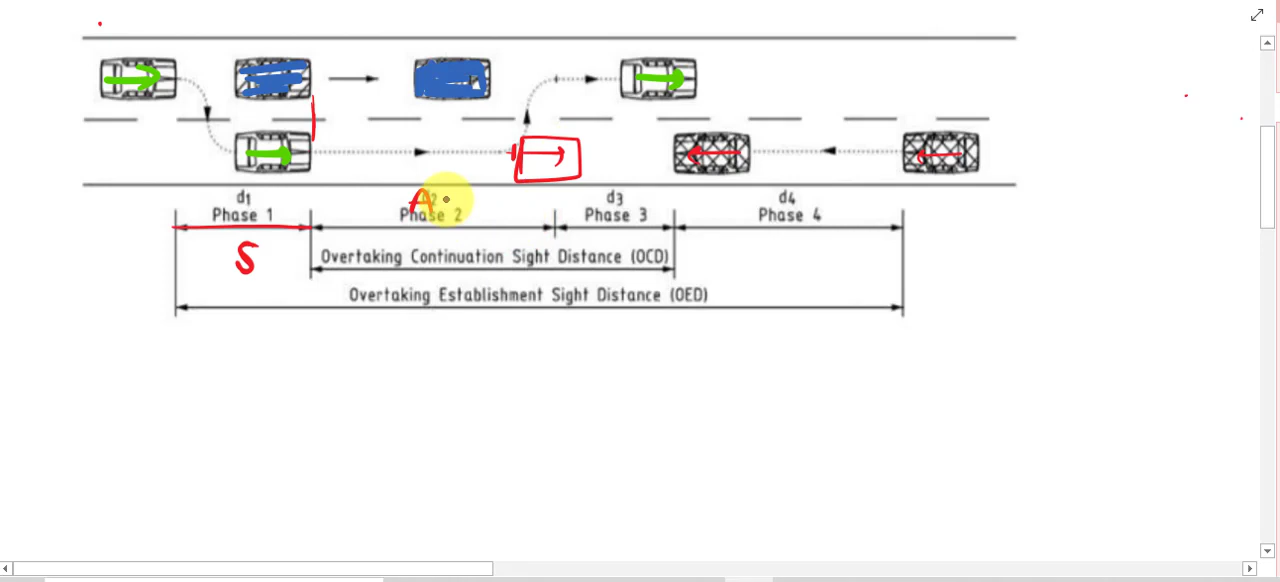 d1 A d3 d4
Phase 1 Phase 2 Phase 3 Phase 4
S
Overtaking Continuation Sight Distance (OCD)
Overtaking Establishment Sight Distance (OED)